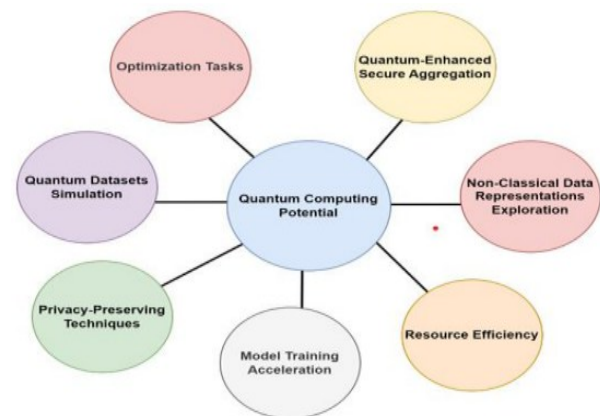 Optimization Tasks
Quantum-Enhanced
Secure Aggregation
Quantum Datasets
Simulation
Quantum Computing
Potential
Non-Classical Data
Representations
Exploration
Privacy-Preserving
Techniques
Model Training
Acceleration
Resource Efficiency